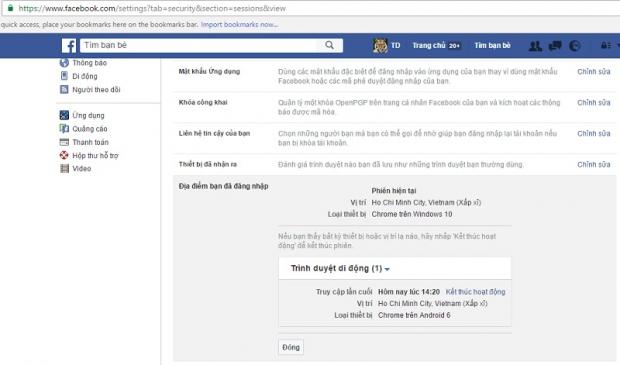 https://www.facebook.com/settings?tab=security&section=sessions&view
quick access, place your bookmarks here on the bookmarks bar. Import bookmarks now...
f Tìm bạn bè TD Trang chủ 20+ Tìm bạn bè
Thông báo
Di động
Người theo dõi
Ứng dụng
Quảng cáo
Thanh toán
Hộp thư hỗ trợ
Video
Mật khẩu Ứng dụng
Dùng các mật khẩu đặc biệt để đăng nhập vào ứng dụng của bạn thay vì dùng mật khẩu
Facebook hoặc các mã phê duyệt đăng nhập của bạn.
Chỉnh sửa
Khóa công khai
Quản lý một khóa OpenPGP trên trang cá nhân Facebook của bạn và kích hoạt các thông
báo được mã hóa.
Chỉnh sửa
Liên hệ tin cậy của bạn
Chọn những người bạn mà bạn có thể gọi để nhờ giúp bạn đăng nhập lại tài khoản nếu
bạn bị khóa tài khoản.
Chỉnh sửa
Thiết bị đã nhận ra
Đánh giá trình duyệt nào bạn đã lưu như những trình duyệt bạn thường dùng.
Chỉnh sửa
Địa điểm bạn đã đăng nhập
Phiên hiện tại
Vị trí Ho Chi Minh City, Vietnam (Xấp xỉ)
Loại thiết bị Chrome trên Windows 10
Nếu bạn thấy bất kỳ thiết bị hoặc vị trí lạ nào, hãy nhấp 'Kết thúc hoạt
động' để kết thúc phiên.
Trình duyệt di động (1)
Truy cập lần cuối Hôm nay lúc 14:20 Kết thúc hoạt động
Vị trí Ho Chi Minh City, Vietnam (Xấp xỉ)
Loại thiết bị Chrome trên Android 6
Đóng